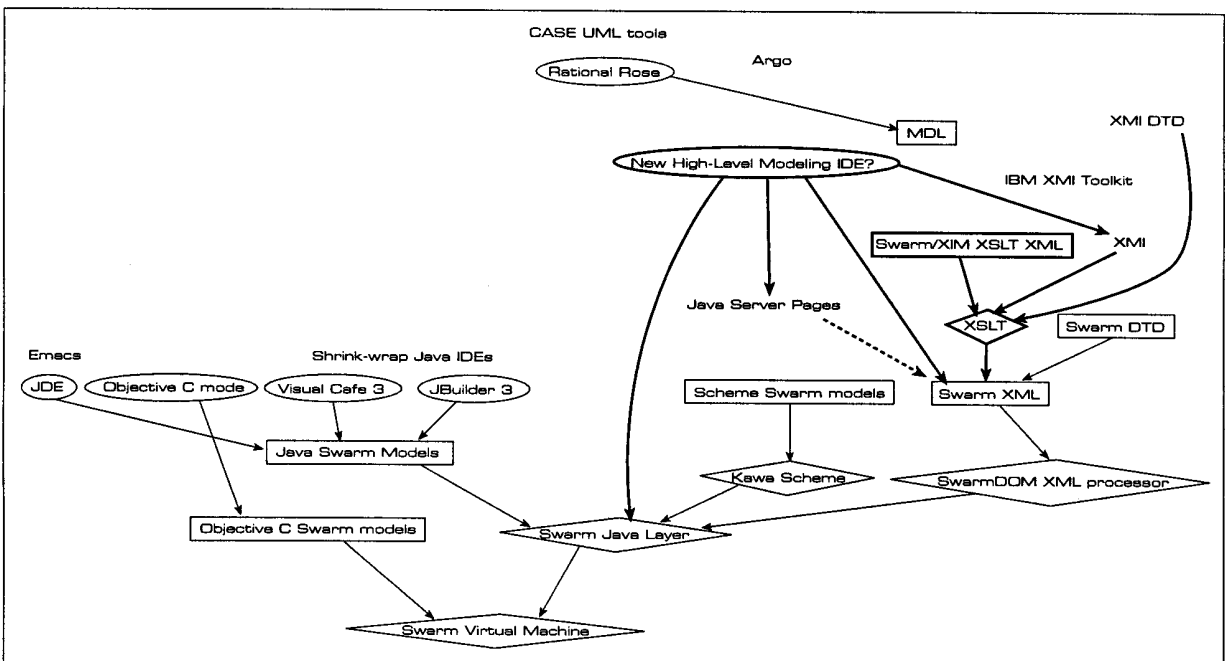 CASE UML tools
Argo
Rational Rose
MDL
XMI DTD
New High-Level Modeling IDE?
IBM XMI Toolkit
Swarm/XIM XSLT XML
XMI
Java Server Pages
XSLT
Swarm DTD
Emacs
Shrink-wrap Java IDEs
JDE
Objective C mode
Visual Cafe 3
JBuilder 3
Scheme Swarm models
Swarm XML
Java Swarm Models
Kawa Scheme
SwarmDOM XML processor
Objective C Swarm models
Swarm Java Layer
Swarm Virtual Machine